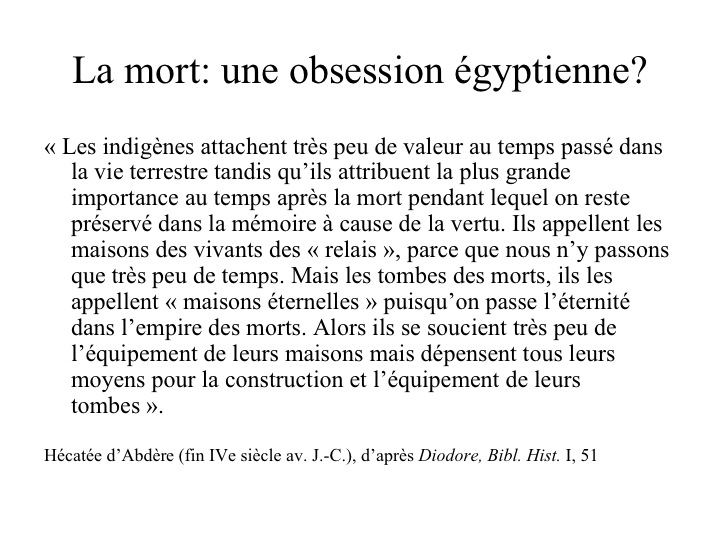 La mort: une obsession égyptienne?
« Les indigènes attachent très peu de valeur au temps passé dans
la vie terrestre tandis qu’ils attribuent la plus grande
importance au temps après la mort pendant lequel on reste
préservé dans la mémoire à cause de la vertu. Ils appellent les
maisons des vivants des « relais », parce que nous n’y passons
que très peu de temps. Mais les tombes des morts, ils les
appellent « maisons éternelles » puisqu’on passe l’éternité
dans l’empire des morts. Alors ils se soucient très peu de
l’équipement de leurs maisons mais dépensent tous leurs
moyens pour la construction et l’équipement de leurs
tombes ».
Hécatée d’Abdère (fin IVe siècle av. J.-C.), d’après Diodore, Bibl. Hist. I, 51